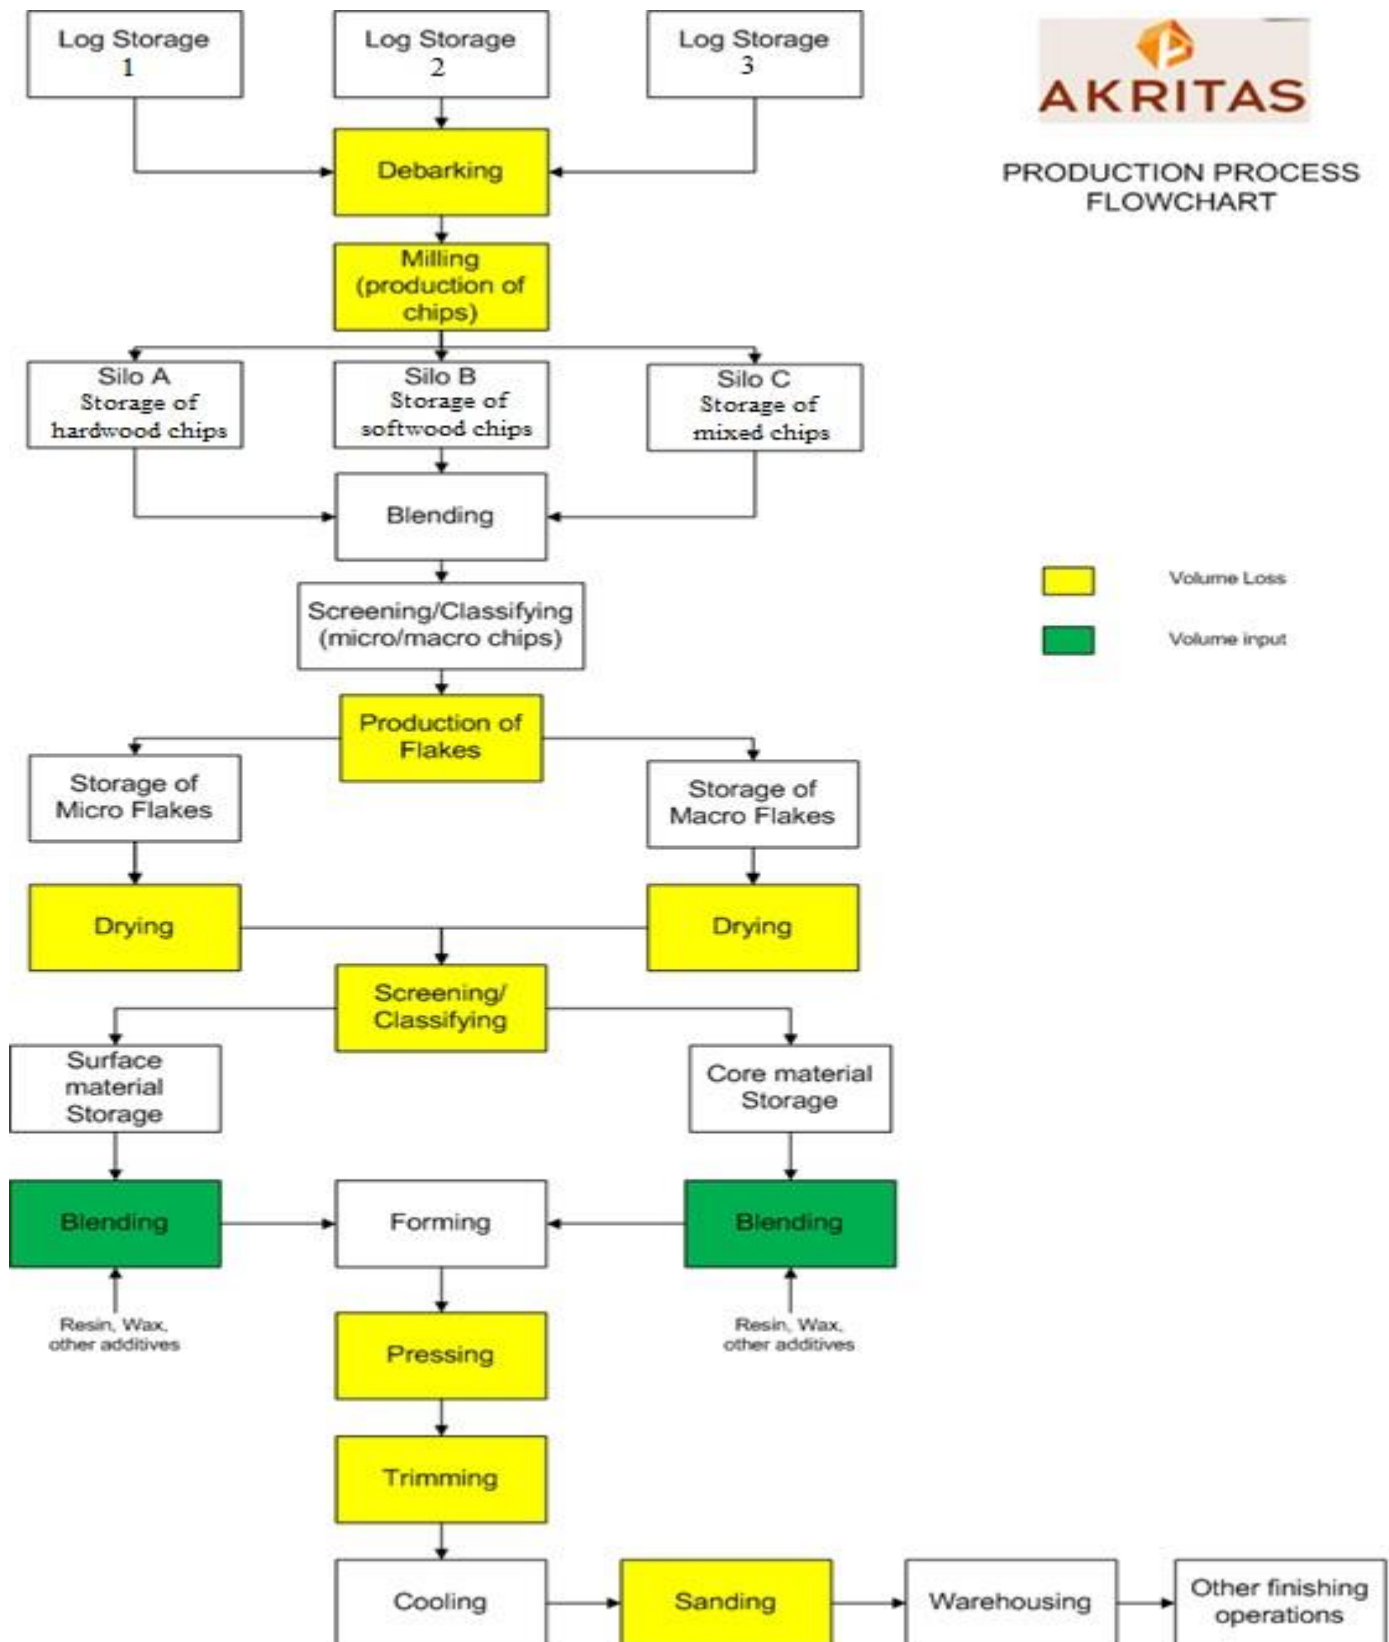 Log Storage
1
Log Storage
2
Log Storage
3
AKRITAS
PRODUCTION PROCESS
FLOWCHART
Debarking
Milling
(production of
chips)
Silo A
Storage of
hardwood chips
Silo B
Storage of
softwood chips
Silo C
Storage of
mixed chips
Blending
Volume Loss
Volume input
Screening/Classifying
(micro/macro chips)
Production of
Flakes
Storage of
Micro Flakes
Storage of
Macro Flakes
Drying
Drying
Screening/
Classifying
Surface
material
Storage
Core material
Storage
Blending
Forming
Blending
Resin, Wax,
other additives
Resin, Wax,
other additives
Pressing
Trimming
Cooling
Sanding
Warehousing
Other finishing
operations